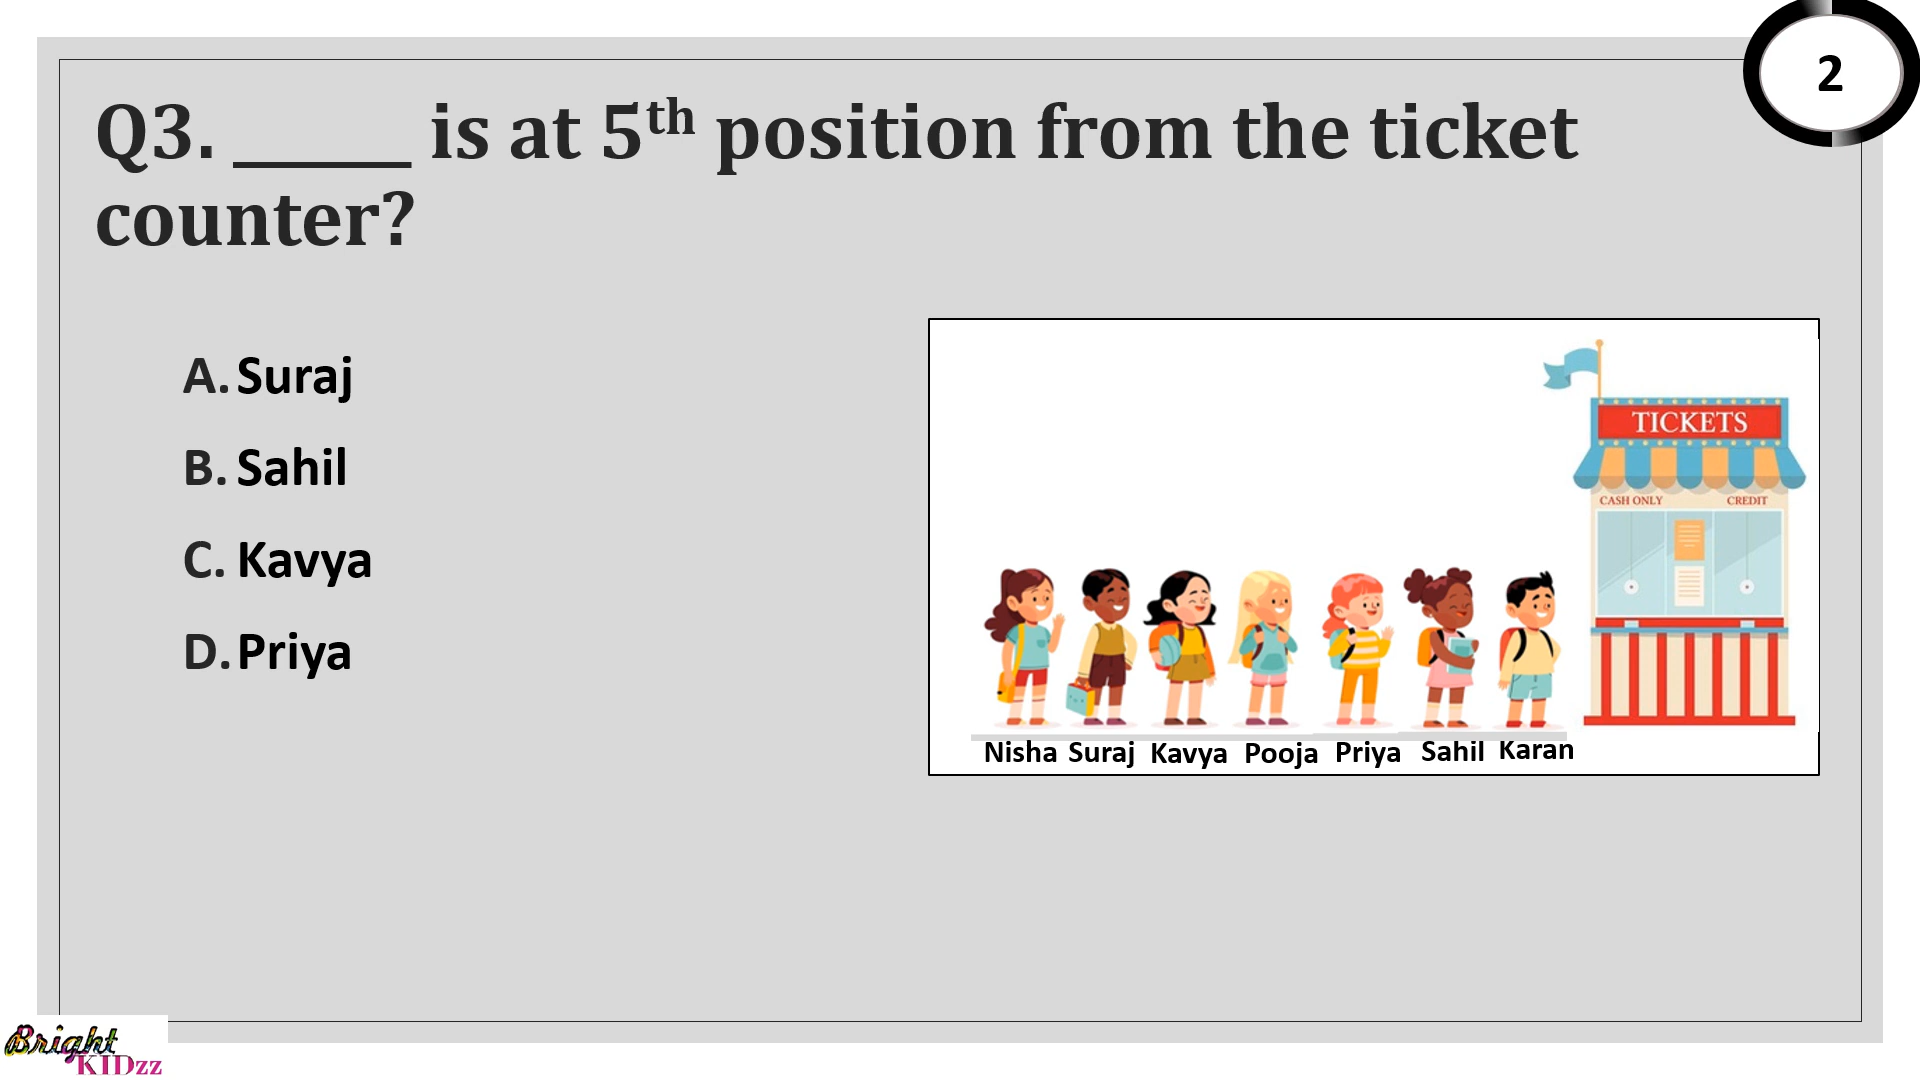 2
Q3. _____ is at 5th position from the ticket
counter?
A. Suraj
B. Sahil
C. Kavya
D. Priya
TICKETS
CASH ONLY CREDIT
Nisha Suraj Kavya Pooja Priya Sahil Karan
Bright
KIDzz